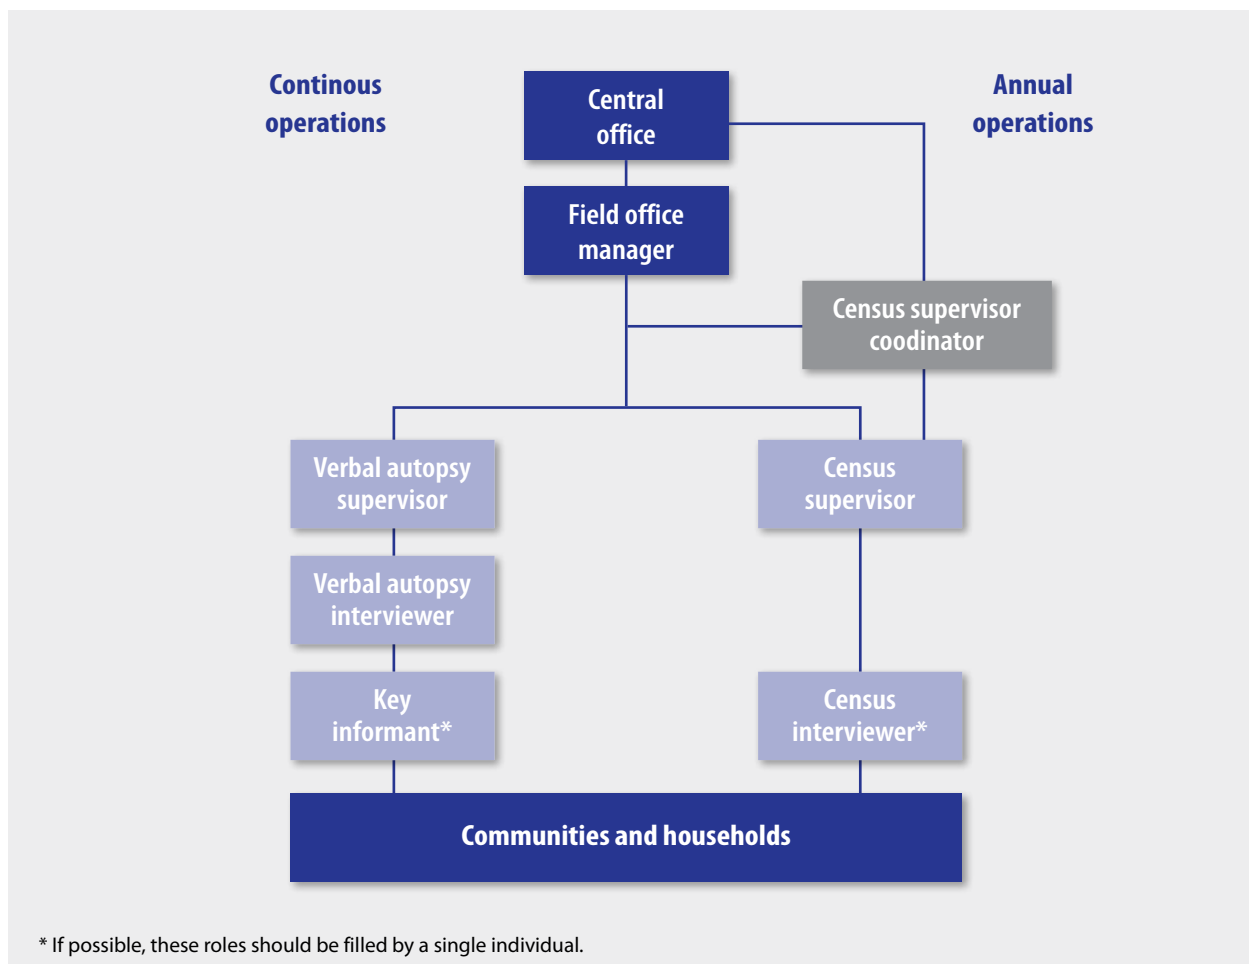 Continous
operations
Central
office
Annual
operations
Field office
manager
Census supervisor
coodinator
Verbal autopsy
supervisor
Census
supervisor
Verbal autopsy
interviewer
Key
informant*
Census
interviewer*
Communities and households
* If possible, these roles should be filled by a single individual.